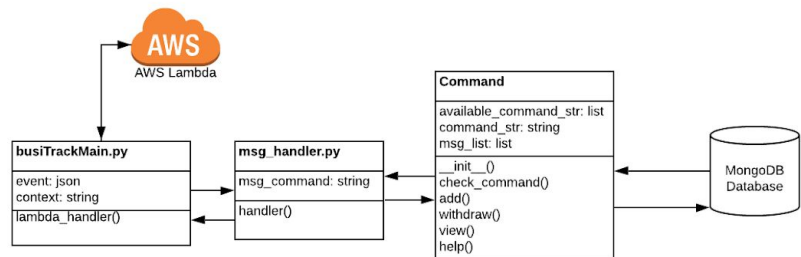 AWS
AWS Lambda
busiTrackMain.py
event: json
context: string
lambda_handler()
msg_handler.py
msg_command: string
handler()
Command
available_command_str: list
command_str: string
msg_list: list
__init__()
check_command()
add()
withdraw()
view()
help()
MongoDB
Database